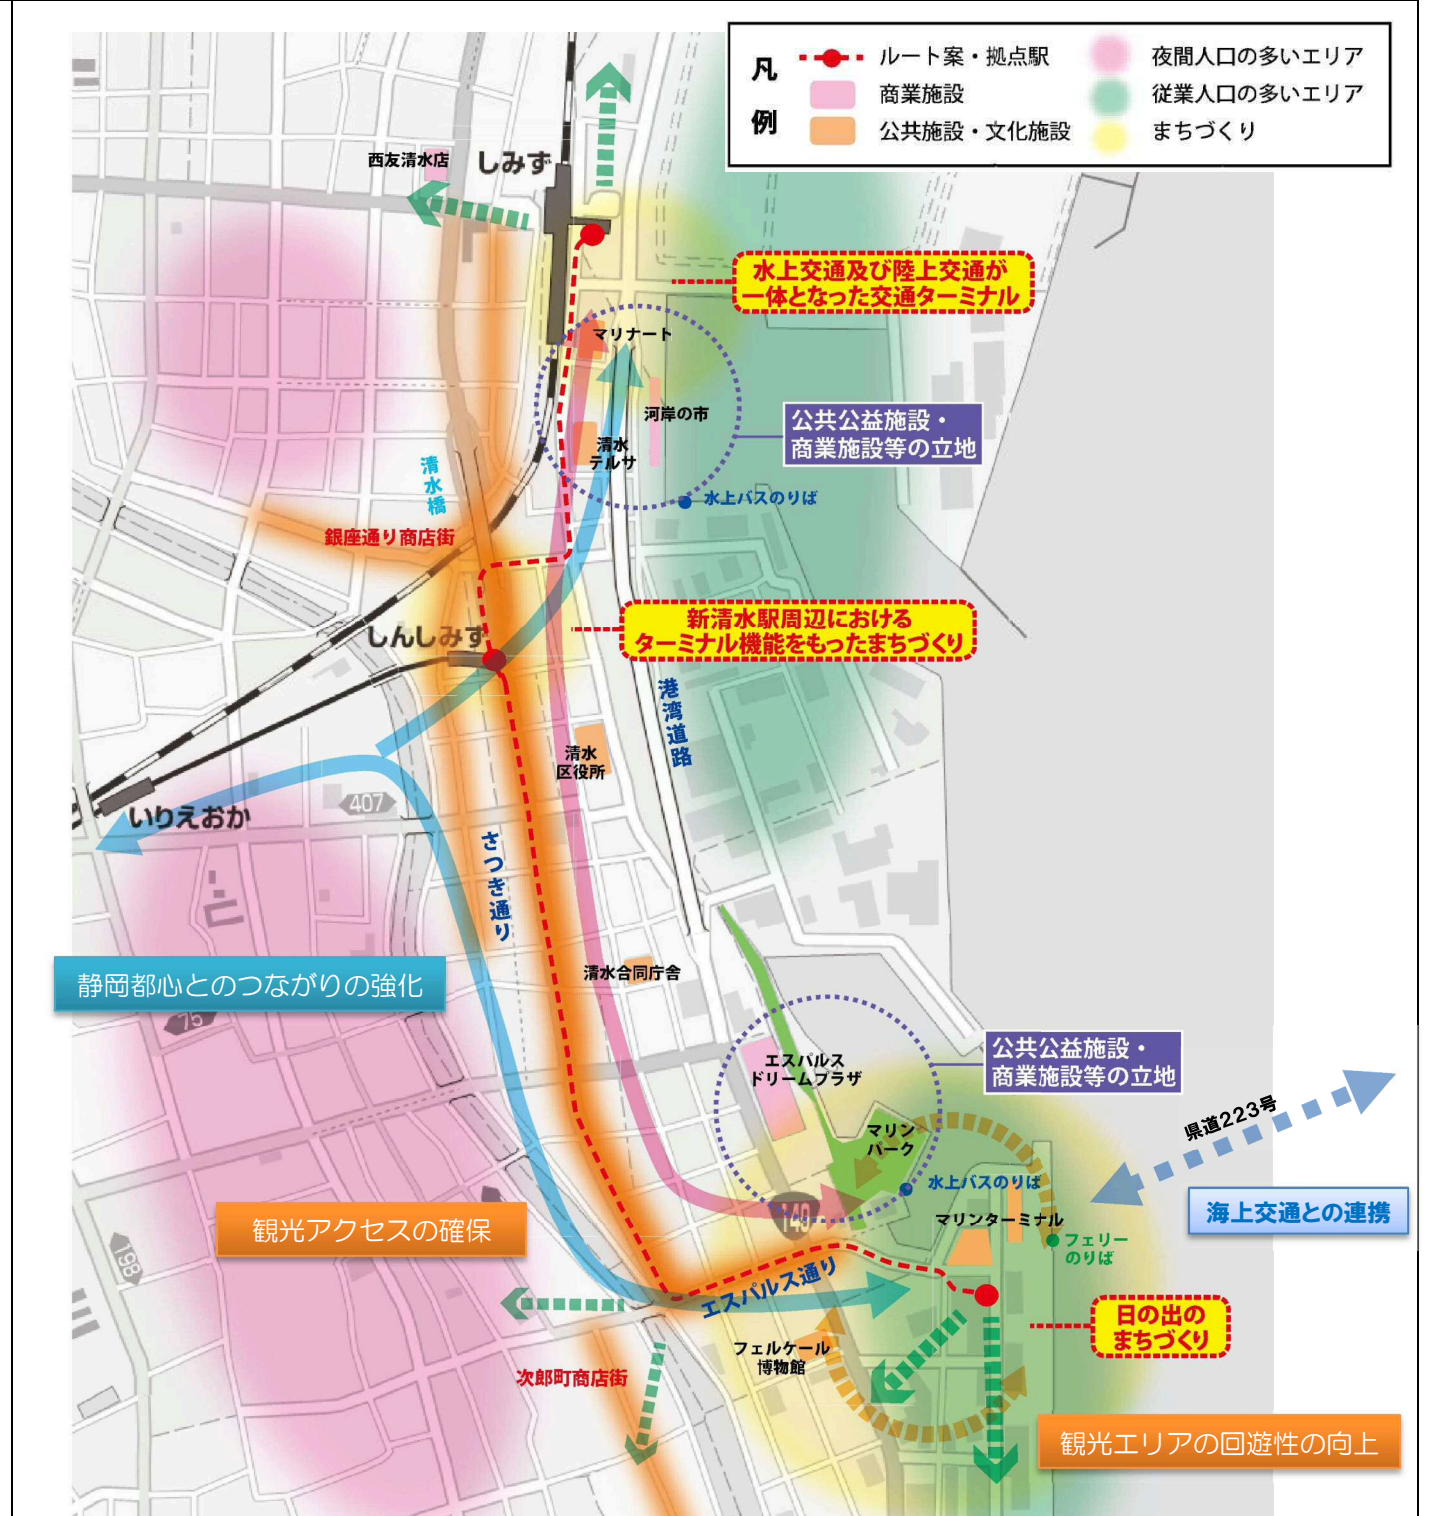 凡例
ルート案・拠点駅
商業施設
公共施設・文化施設
夜間人口の多いエリア
従業人口の多いエリア
まちづくり
西友清水店
しみず
水上交通及び陸上交通が
一体となった交通ターミナル
マリナート
河岸の市
清水
テルサ
公共公益施設・
商業施設等の立地
清水橋
水上バスのりば
銀座通り商店街
新清水駅周辺における
ターミナル機能をもったまちづくり
しんしみず
港湾道路
清水
区役所
407
いりえおか
さつき通り
静岡都心とのつながりの強化
清水合同庁舎
75
公共公益施設・
商業施設等の立地
エスパルス
ドリームプラザ
県道223号
マリン
パーク
水上バスのりば
海上交通との連携
149
マリンターミナル
観光アクセスの確保
フェリー
のりば
198
エスパルス通り
日の出の
まちづくり
フェルケール
博物館
次郎町商店街
観光エリアの回遊性の向上